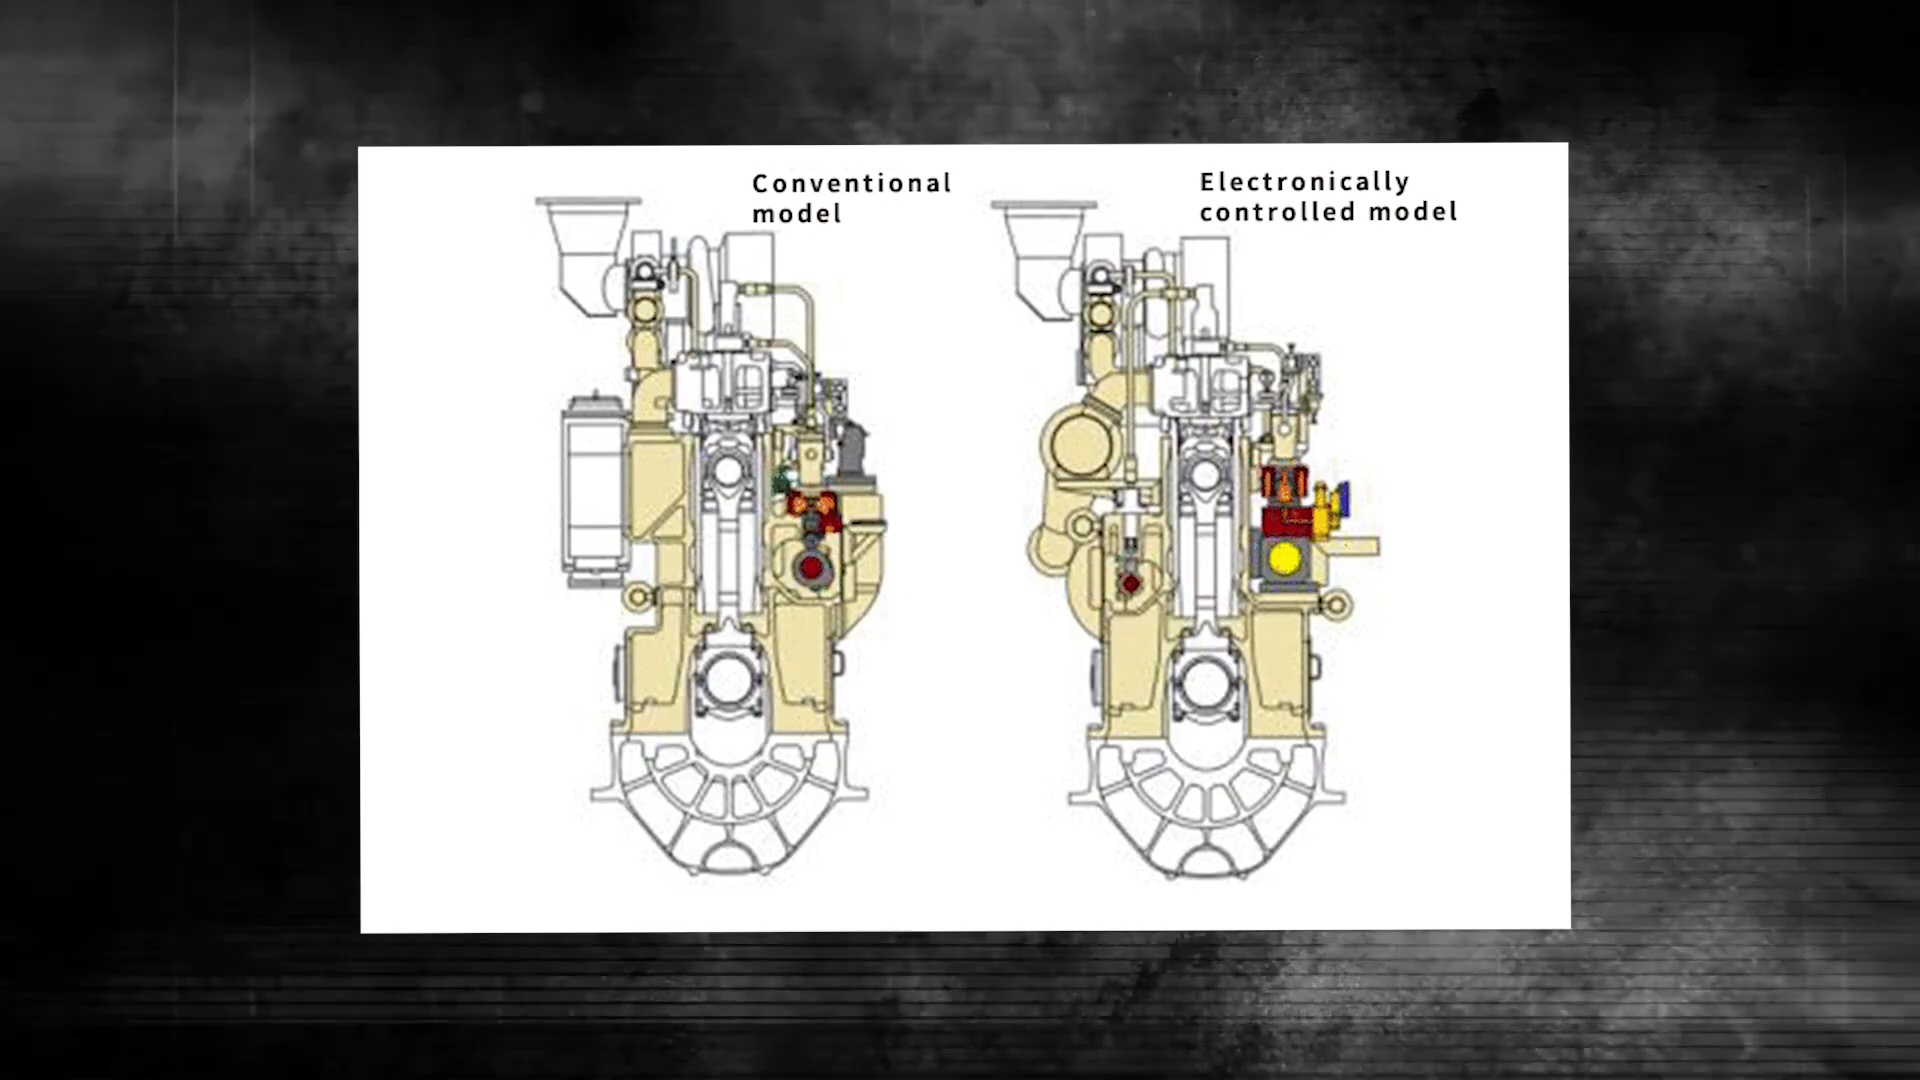 Conventional
model
Electronically
controlled model